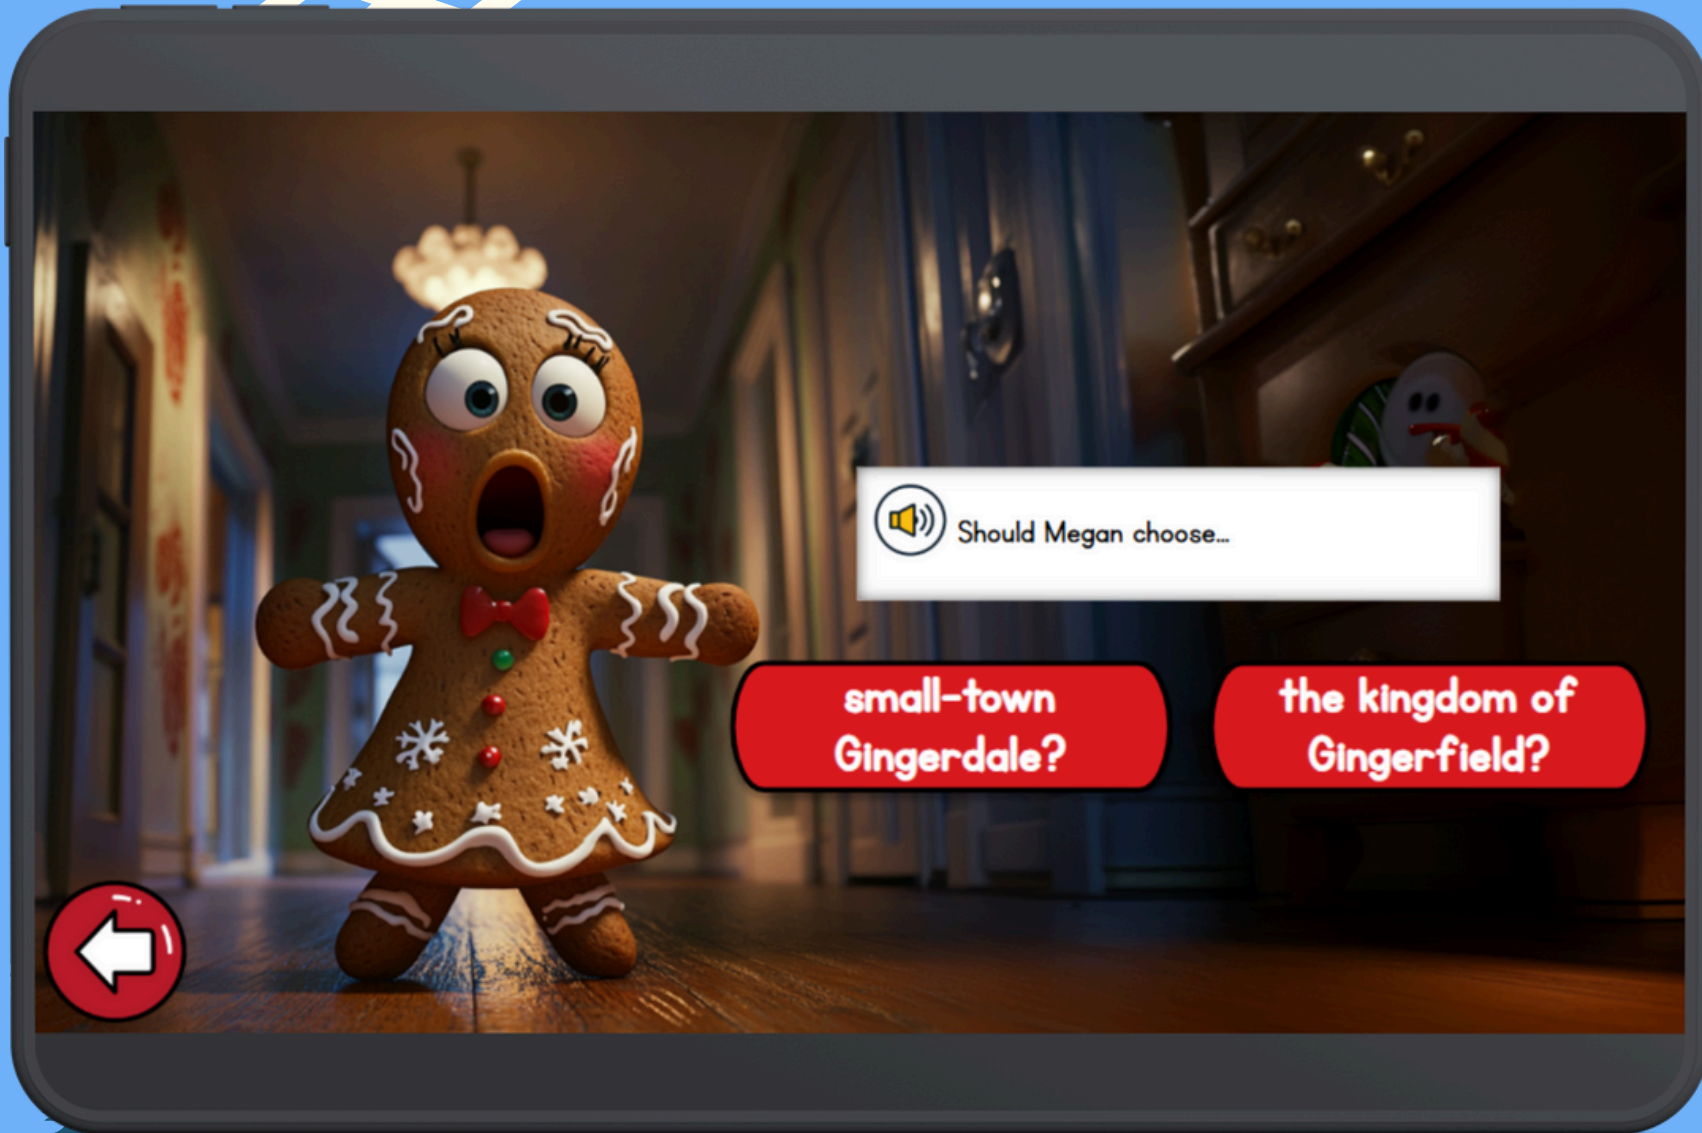 Should Megan choose...
small-town
Gingerdale?
the kingdom of
Gingerfield?